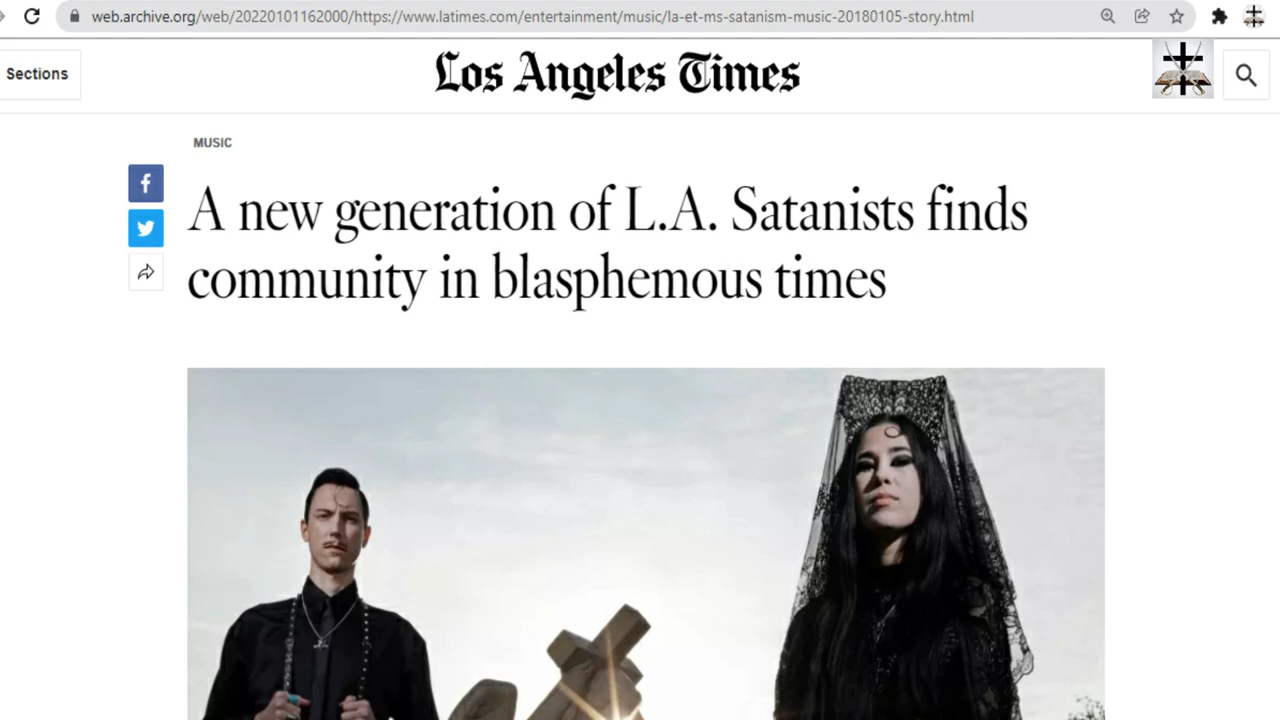 web.archive.org/web/20220101162000/https://www.latimes.com/entertainment/music/la-et-ms-satanism-music-20180105-story.html
Sections
Los Angeles Times
MUSIC
A new generation of L.A. Satanists finds
community in blasphemous times